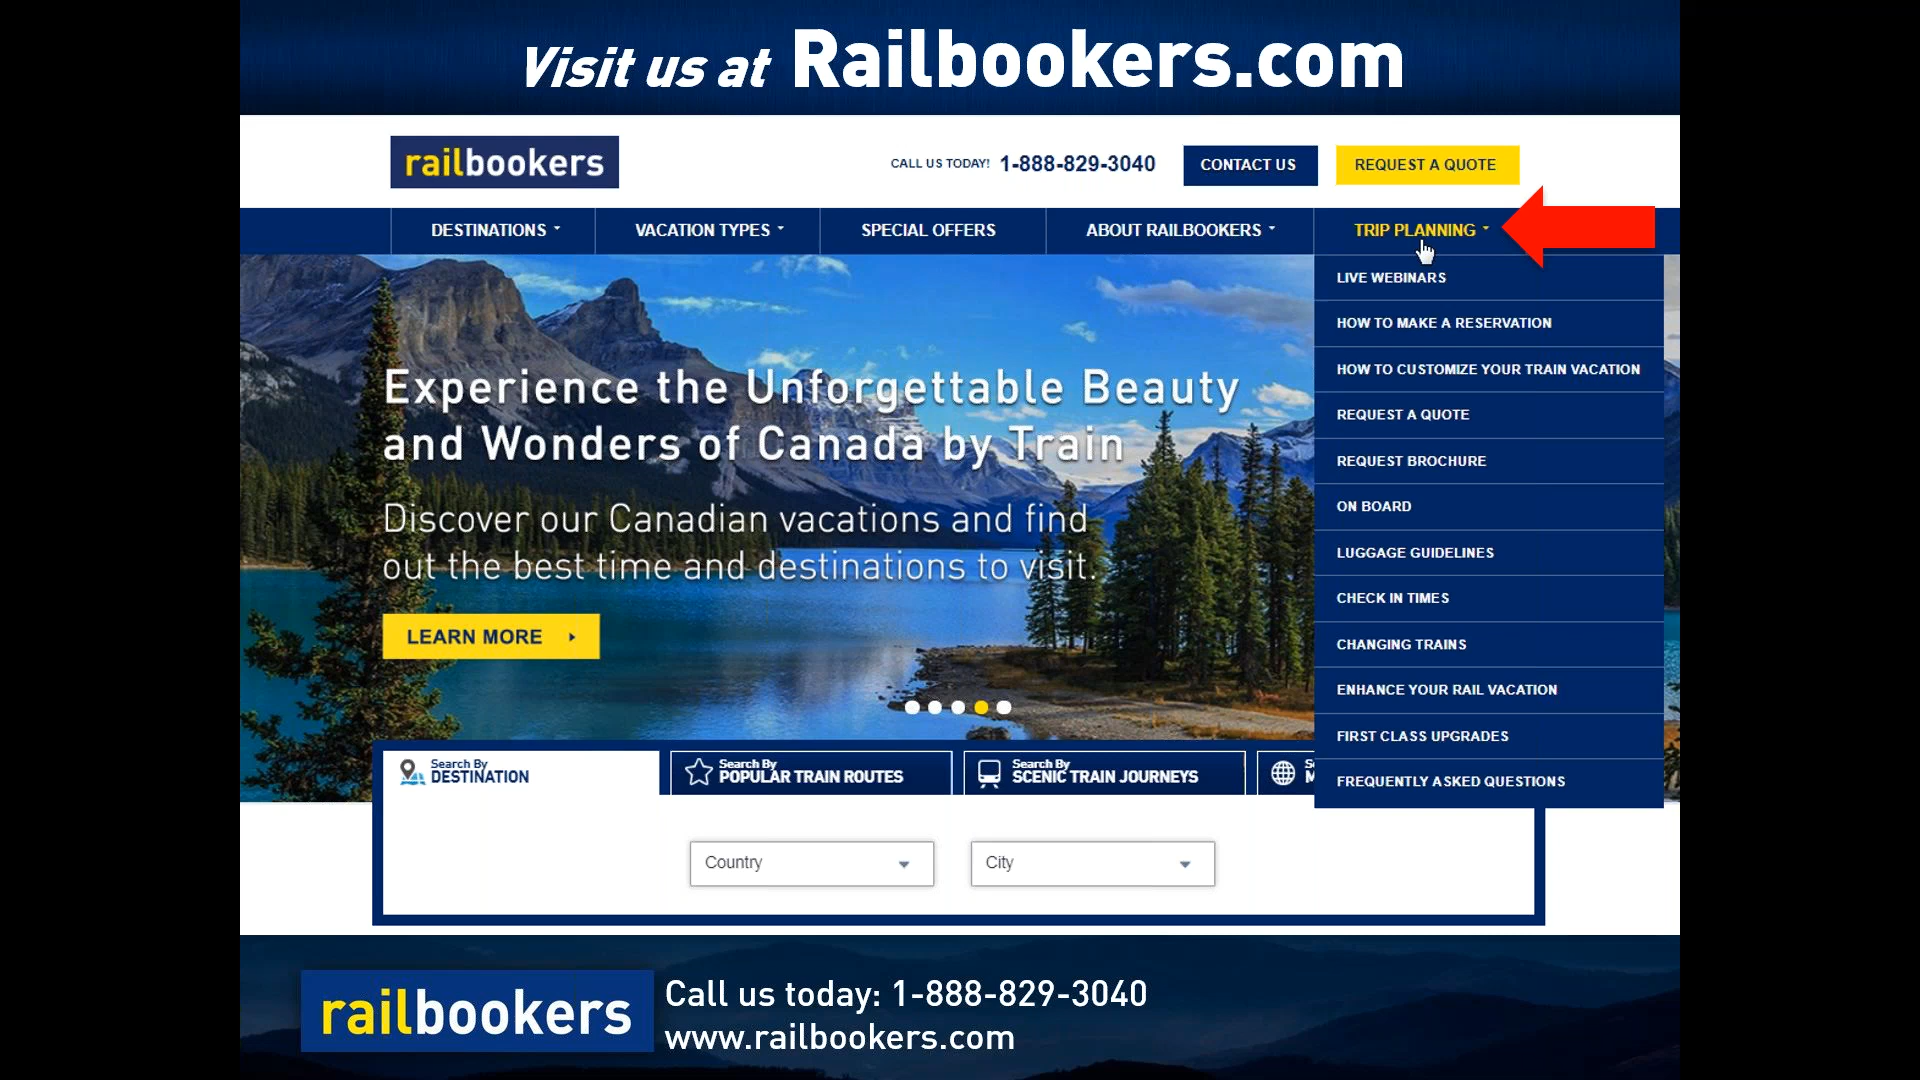 Visit us at Railbookers.com
railbookers
CALL US TODAY! 1-888-829-3040
CONTACT US
REQUEST A QUOTE
DESTINATIONS
VACATION TYPES
SPECIAL OFFERS
ABOUT RAILBOOKERS
TRIP PLANNING
LIVE WEBINARS
HOW TO MAKE A RESERVATION
HOW TO CUSTOMIZE YOUR TRAIN VACATION
REQUEST A QUOTE
REQUEST BROCHURE
ON BOARD
LUGGAGE GUIDELINES
CHECK IN TIMES
CHANGING TRAINS
ENHANCE YOUR RAIL VACATION
FIRST CLASS UPGRADES
FREQUENTLY ASKED QUESTIONS
Experience the Unforgettable Beauty
and Wonders of Canada by Train
Discover our Canadian vacations and find
out the best time and destinations to visit.
LEARN MORE
Search By
DESTINATION
Search By
POPULAR TRAIN ROUTES
Search By
SCENIC TRAIN JOURNEYS
Country
City
railbookers
Call us today: 1-888-829-3040
www.railbookers.com